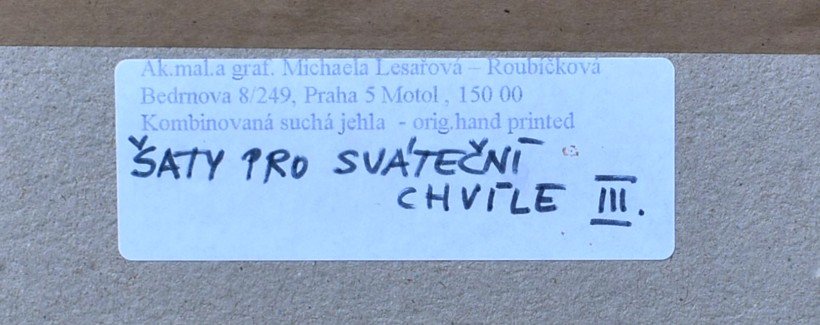 Ak.mal.a graf. Michaela Lesařová – Roubíčková
Bedrnova 8/249, Praha 5 Motol , 150 00
Kombinovaná suchá jehla - orig.hand printed
ŠATY PRO SVÁTEČNÍ
CHVÍLE III.